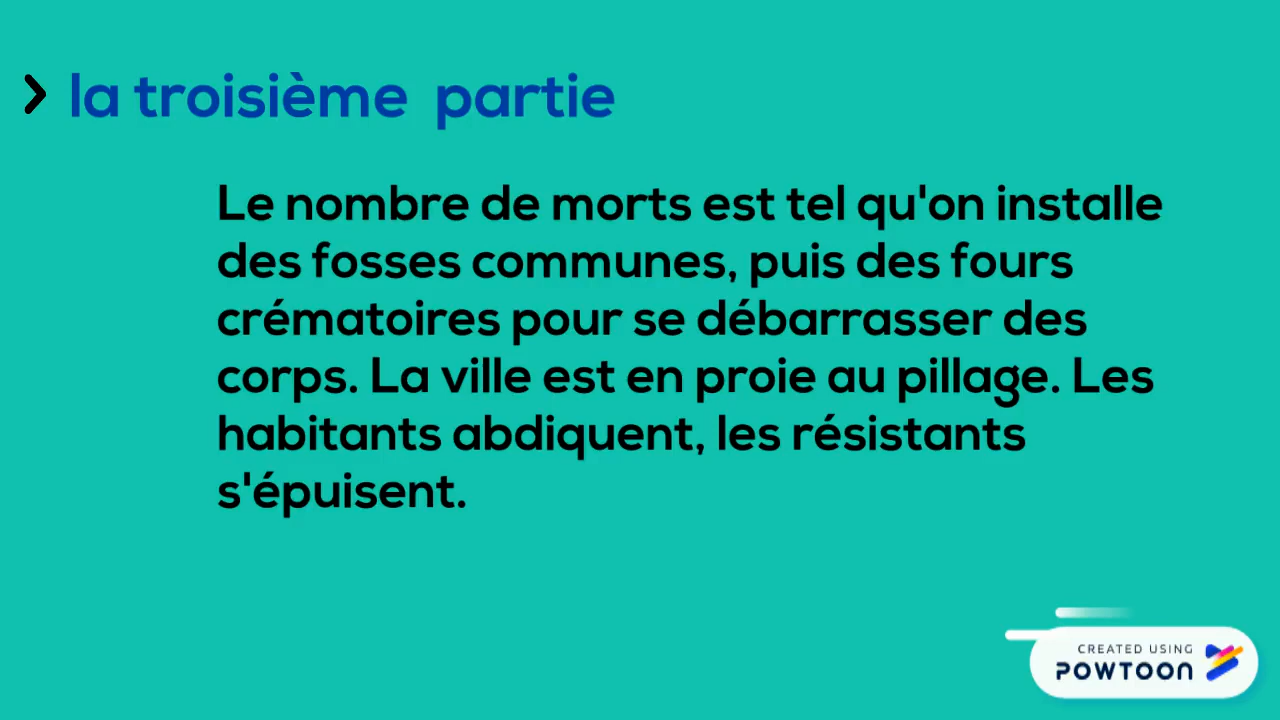 la troisième partie
Le nombre de morts est tel qu'on installe
des fosses communes, puis des fours
crématoires pour se débarrasser des
corps. La ville est en proie au pillage. Les
habitants abdiquent, les résistants
s'épuisent.
CREATED USING
POWTOON